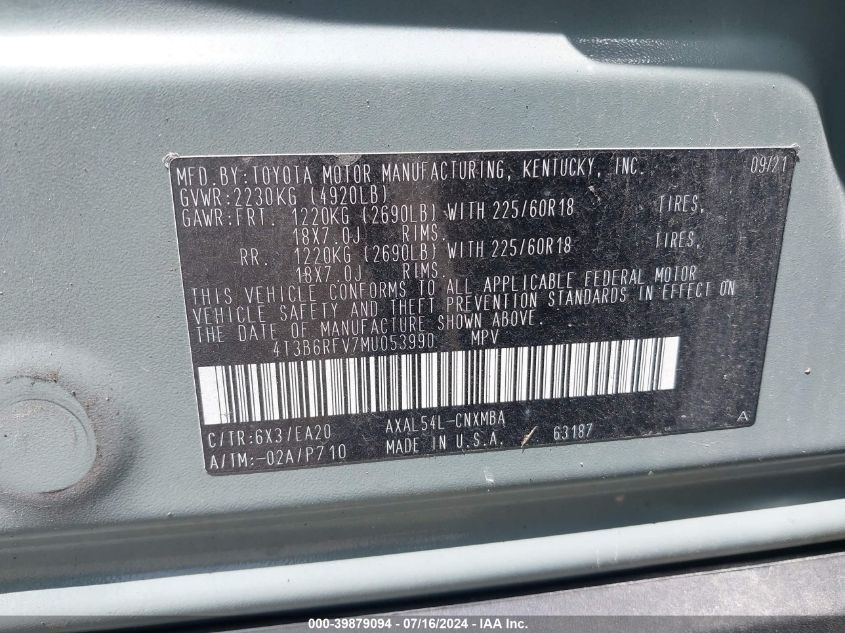 MFD.BY:TOYOTA MOTOR MANUFACTURING, KENTUCKY, INC. 09/21
GVWR:2230KG (4920LB)
GAWR:FRT. 1220KG (2690LB) WITH 225/60R18 TIRES,
18X7.0J RIMS.
RR. 1220KG (2690LB) WITH 225/60R18 TIRES,
18X7.0J RIMS.
THIS VEHICLE CONFORMS TO ALL APPLICABLE FEDERAL MOTOR
VEHICLE SAFETY AND THEFT PREVENTION STANDARDS IN EFFECT ON
THE DATE OF MANUFACTURE SHOWN ABOVE.
4T3B6RFV7MU053990 MPV
C/TR:6X3/EA20 AXAL54L-CNXMBA A
A/TM:-02A/P710 MADE IN U.S.A. 63187
000-39879094 - 07/16/2024 - IAA Inc.